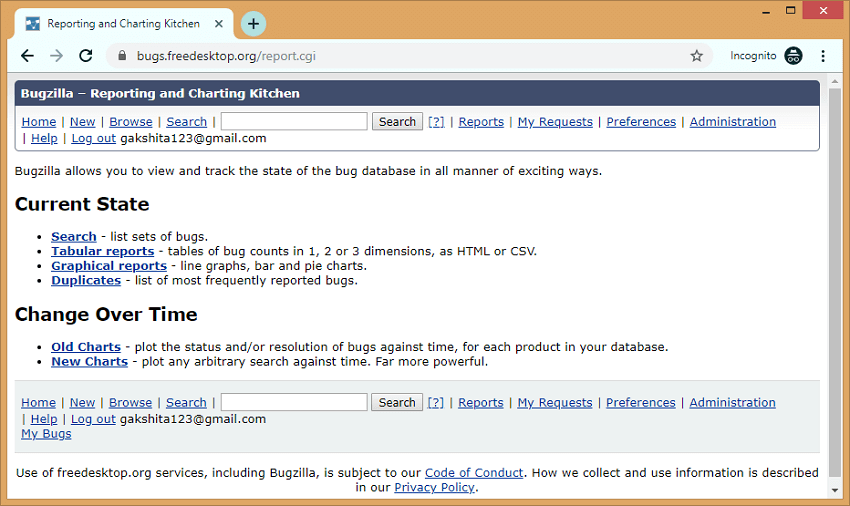 Reporting and Charting Kitchen
bugs.freedesktop.org/report.cgi
Incognito
Bugzilla – Reporting and Charting Kitchen
Home | New | Browse | Search | Search [?] | Reports | My Requests | Preferences | Administration
| Help | Log out gakshita123@gmail.com
Bugzilla allows you to view and track the state of the bug database in all manner of exciting ways.
Current State
• Search - list sets of bugs.
• Tabular reports - tables of bug counts in 1, 2 or 3 dimensions, as HTML or CSV.
• Graphical reports - line graphs, bar and pie charts.
• Duplicates - list of most frequently reported bugs.
Change Over Time
• Old Charts - plot the status and/or resolution of bugs against time, for each product in your database.
• New Charts - plot any arbitrary search against time. Far more powerful.
Home | New | Browse | Search | Search [?] | Reports | My Requests | Preferences | Administration
| Help | Log out gakshita123@gmail.com
My Bugs
Use of freedesktop.org services, including Bugzilla, is subject to our Code of Conduct. How we collect and use information is described
in our Privacy Policy.